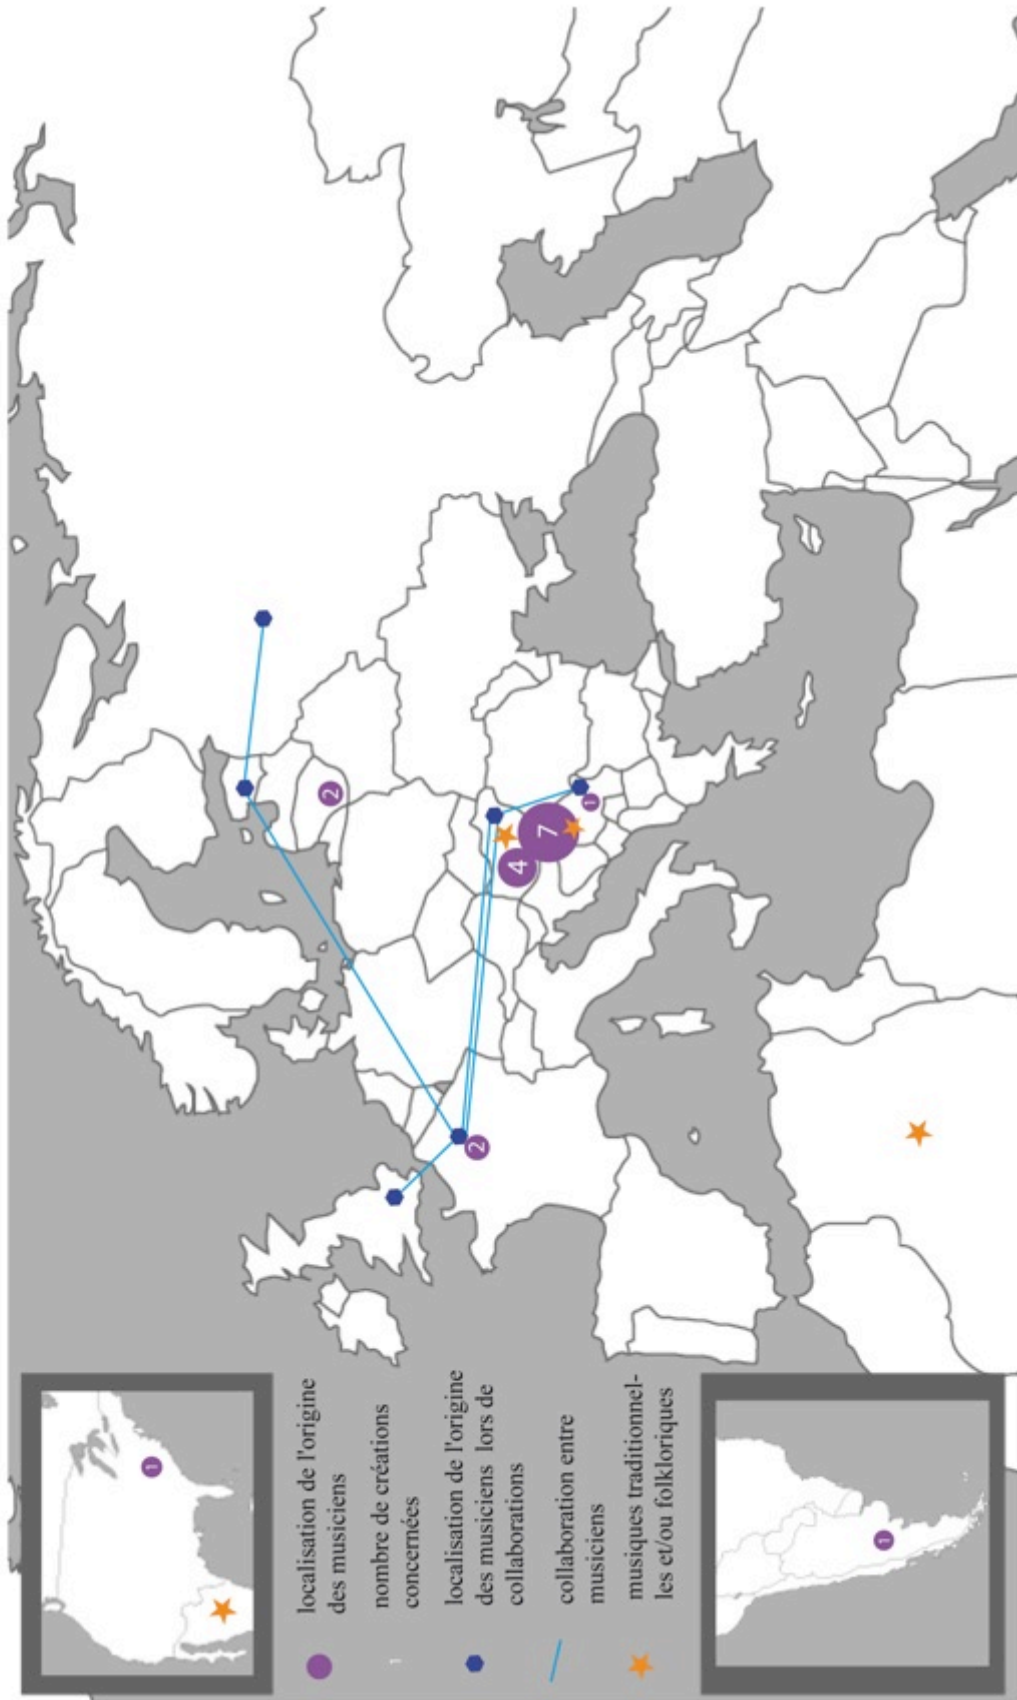 1
1
localisation de l'origine
des musiciens
1
nombre de créations
concernées
localisation de l'origine
des musiciens lors de
collaborations
collaboration entre
musiciens
musiques traditionnel-
les et/ou folkloriques
2
2
4
7
1